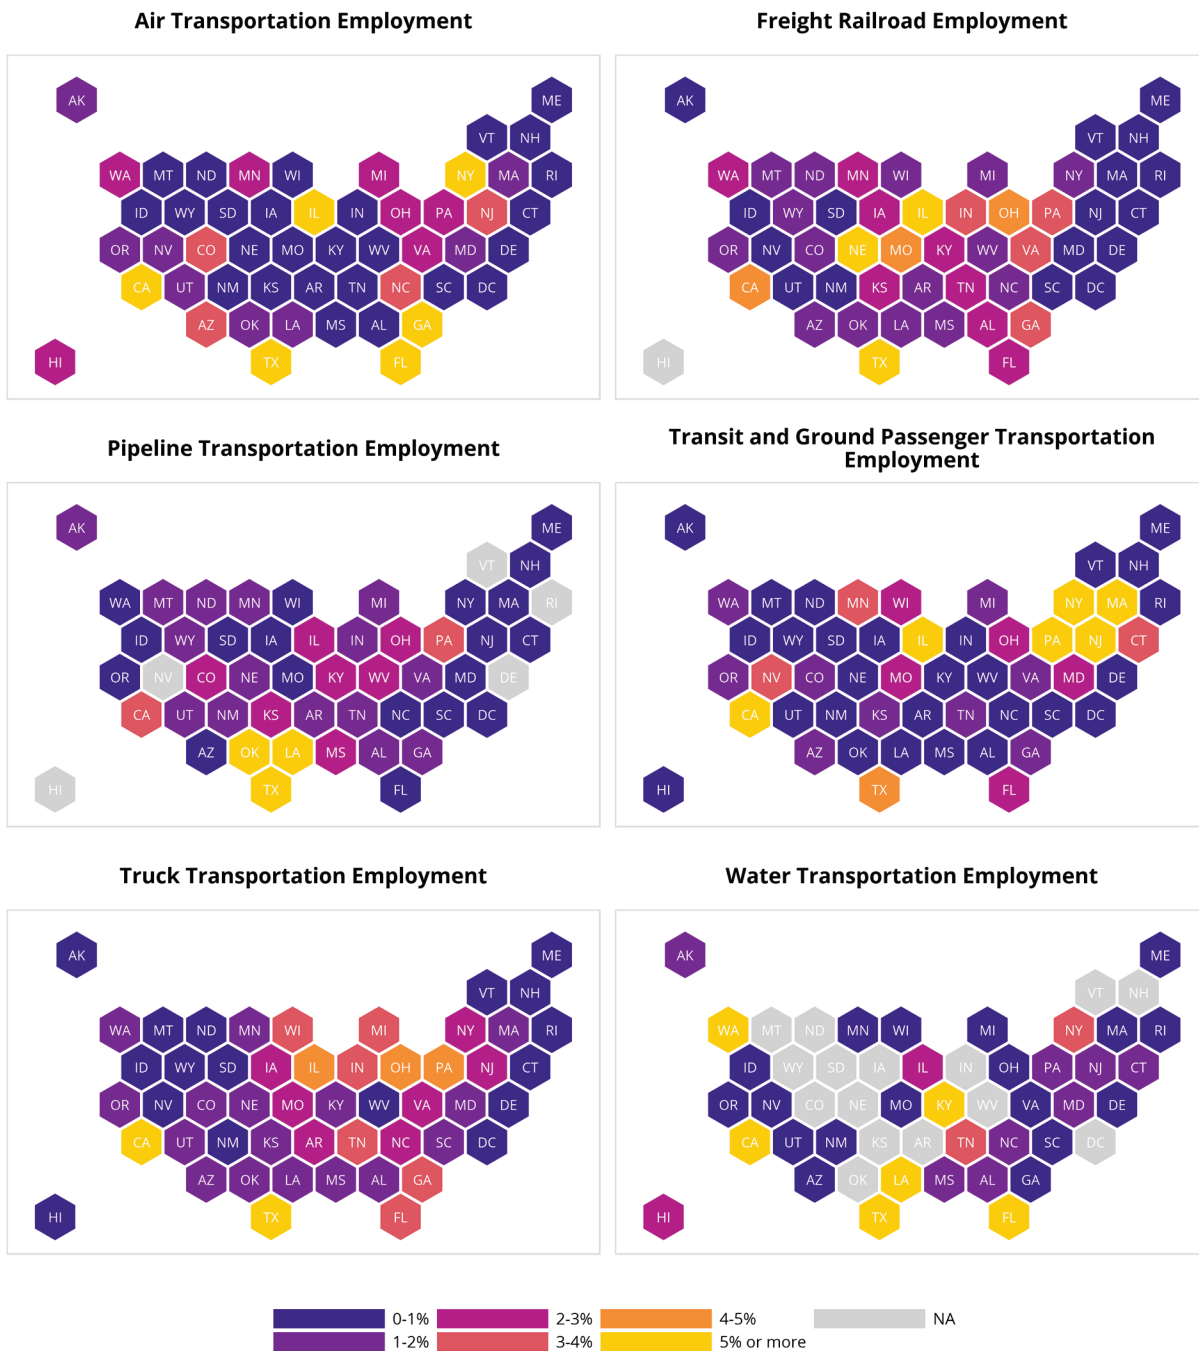 Air Transportation Employment
AK ME
VT NH
WA MT ND MN WI MI NY MA RI
ID WY SD IA IL IN OH PA NJ CT
OR NV CO NE MO KY WV VA MD DE
CA UT NM KS AR TN NC SC DC
AZ OK LA MS AL GA
HI TX FL
Freight Railroad Employment
AK ME
VT NH
WA MT ND MN WI MI NY MA RI
ID WY SD IA IL IN OH PA NJ CT
OR NV CO NE MO KY WV VA MD DE
CA UT NM KS AR TN NC SC DC
AZ OK LA MS AL GA
HI TX FL
Pipeline Transportation Employment
AK ME
VT NH
WA MT ND MN WI MI NY MA RI
ID WY SD IA IL IN OH PA NJ CT
OR NV CO NE MO KY WV VA MD DE
CA UT NM KS AR TN NC SC DC
AZ OK LA MS AL GA
HI TX FL
Transit and Ground Passenger Transportation
Employment
AK ME
VT NH
WA MT ND MN WI MI NY MA RI
ID WY SD IA IL IN OH PA NJ CT
OR NV CO NE MO KY WV VA MD DE
CA UT NM KS AR TN NC SC DC
AZ OK LA MS AL GA
HI TX FL
Truck Transportation Employment
AK ME
VT NH
WA MT ND MN WI MI NY MA RI
ID WY SD IA IL IN OH PA NJ CT
OR NV CO NE MO KY WV VA MD DE
CA UT NM KS AR TN NC SC DC
AZ OK LA MS AL GA
HI TX FL
Water Transportation Employment
AK ME
VT NH
WA MT ND MN WI MI NY MA RI
ID WY SD IA IL IN OH PA NJ CT
OR NV CO NE MO KY WV VA MD DE
CA UT NM KS AR TN NC SC DC
AZ OK LA MS AL GA
HI TX FL
0-1% 2-3% 4-5% NA
1-2% 3-4% 5% or more